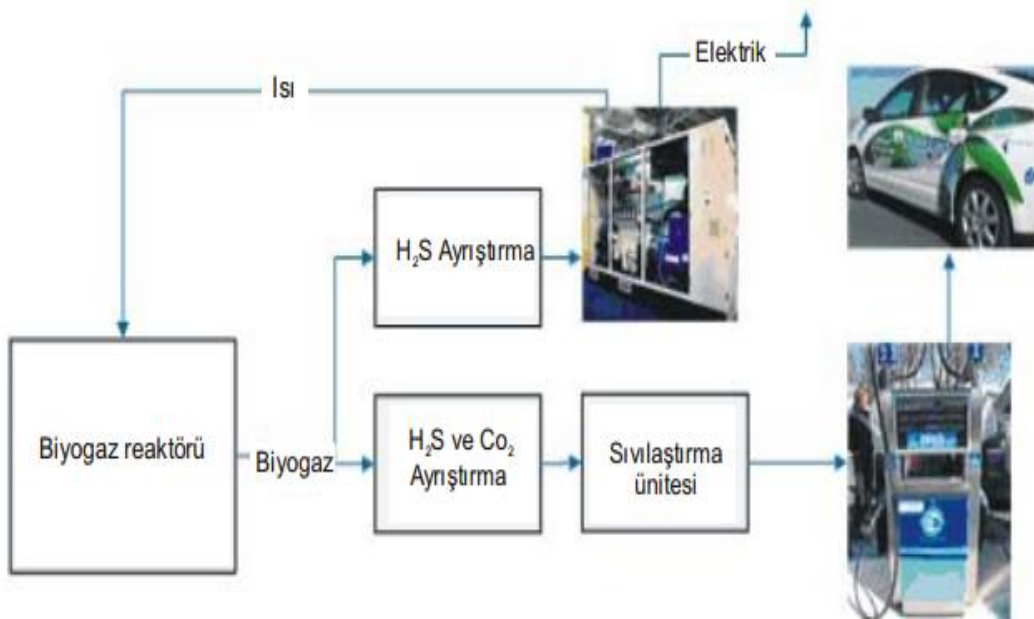 Elektrik
Isı
H₂S Ayrıştırma
Biyogaz reaktörü
Biyogaz
H₂S ve Co₂
Ayrıştırma
Sıvılaştırma
ünitesi